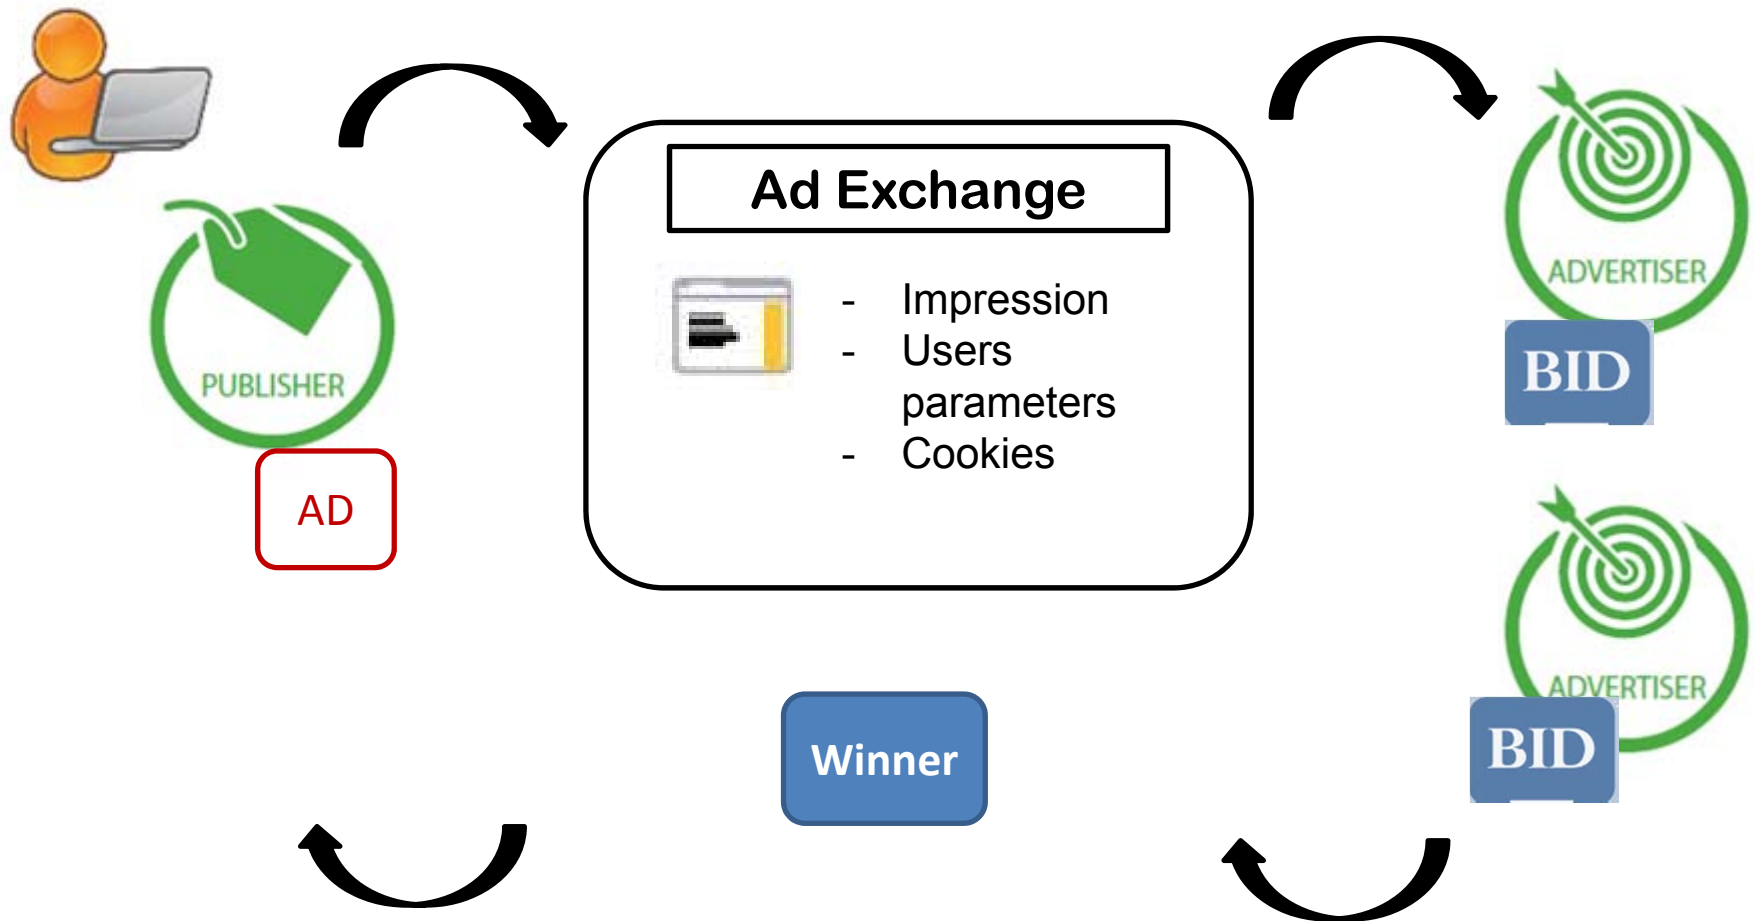 PUBLISHER
AD
Ad Exchange
- Impression
- Users
parameters
- Cookies
Winner
ADVERTISER
BID
ADVERTISER
BID